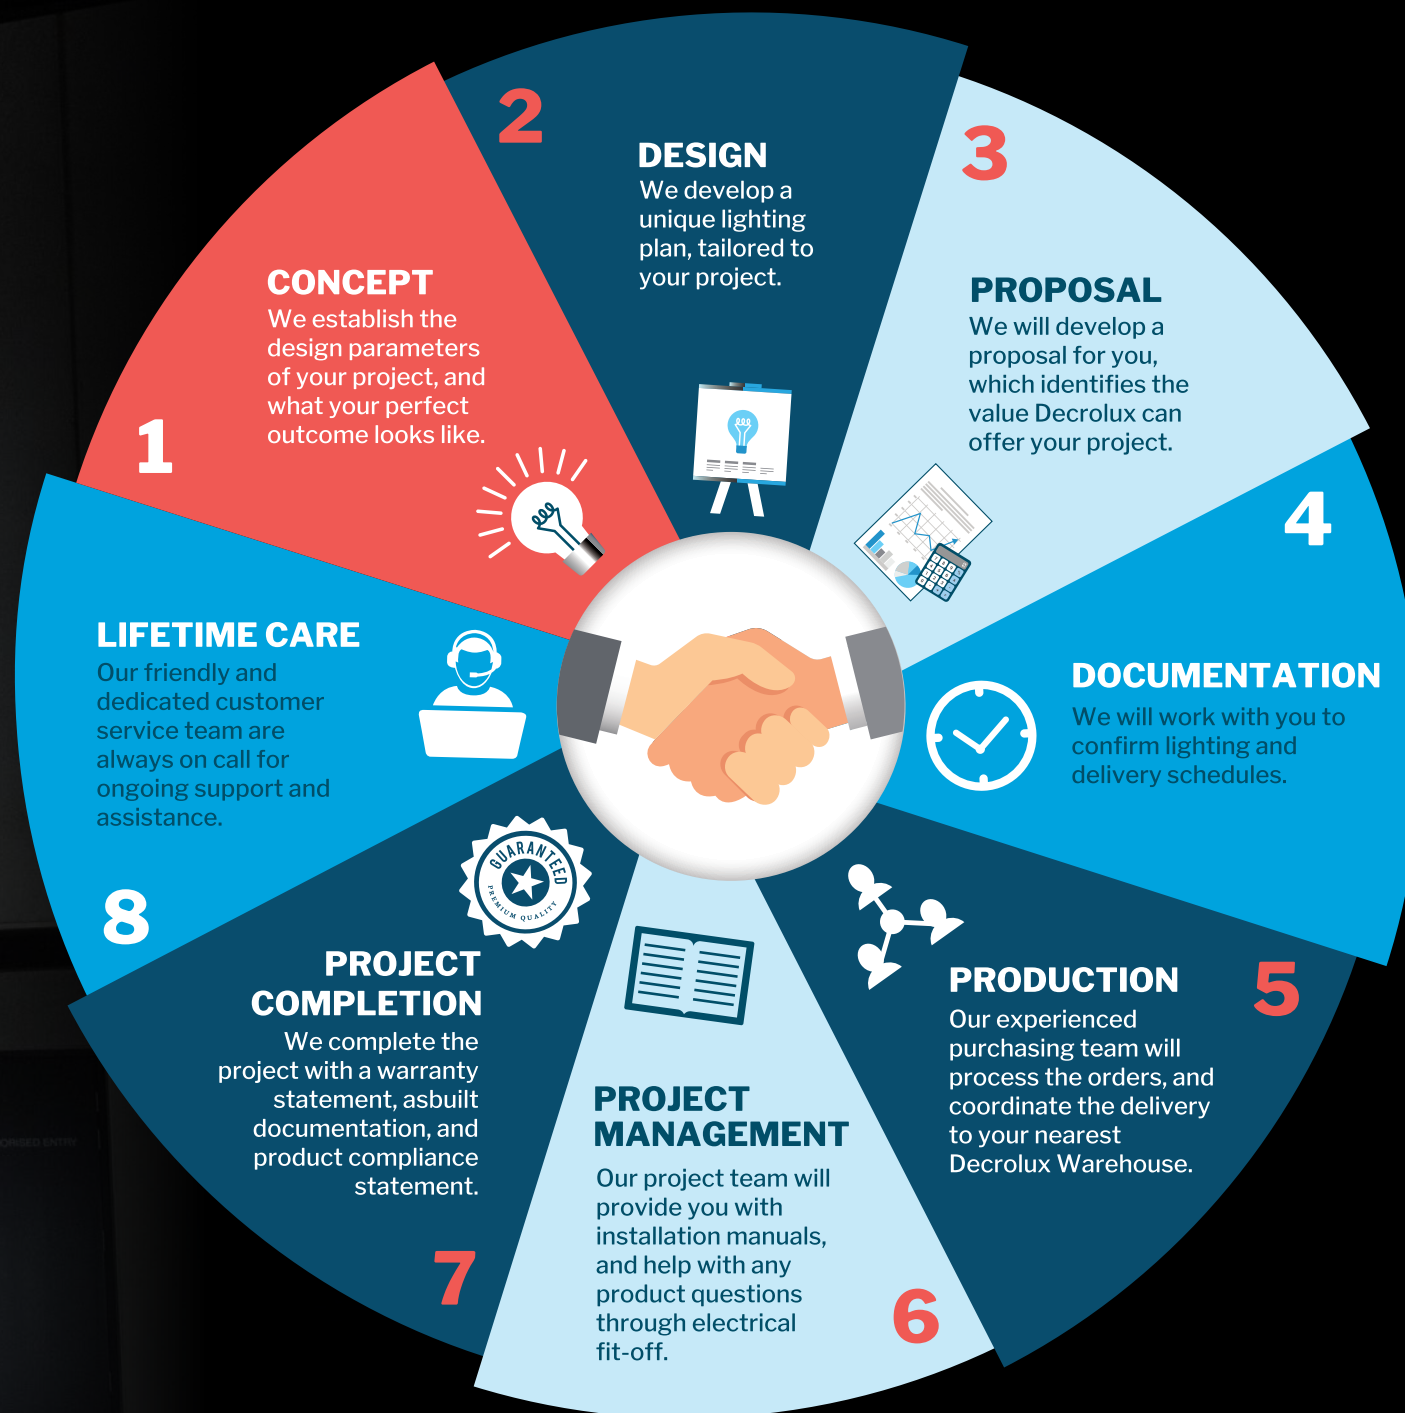 1
CONCEPT
We establish the
design parameters
of your project, and
what your perfect
outcome looks like.
2
DESIGN
We develop a
unique lighting
plan, tailored to
your project.
3
PROPOSAL
We will develop a
proposal for you,
which identifies the
value Decrolux can
offer your project.
4
DOCUMENTATION
We will work with you to
confirm lighting and
delivery schedules.
5
PRODUCTION
Our experienced
purchasing team will
process the orders, and
coordinate the delivery
to your nearest
Decrolux Warehouse.
6
PROJECT
MANAGEMENT
Our project team will
provide you with
installation manuals,
and help with any
product questions
through electrical
fit-off.
7
PROJECT
COMPLETION
We complete the
project with a warranty
statement, asbuilt
documentation, and
product compliance
statement.
GUARANTEED
PREMIUM QUALITY
8
LIFETIME CARE
Our friendly and
dedicated customer
service team are
always on call for
ongoing support and
assistance.